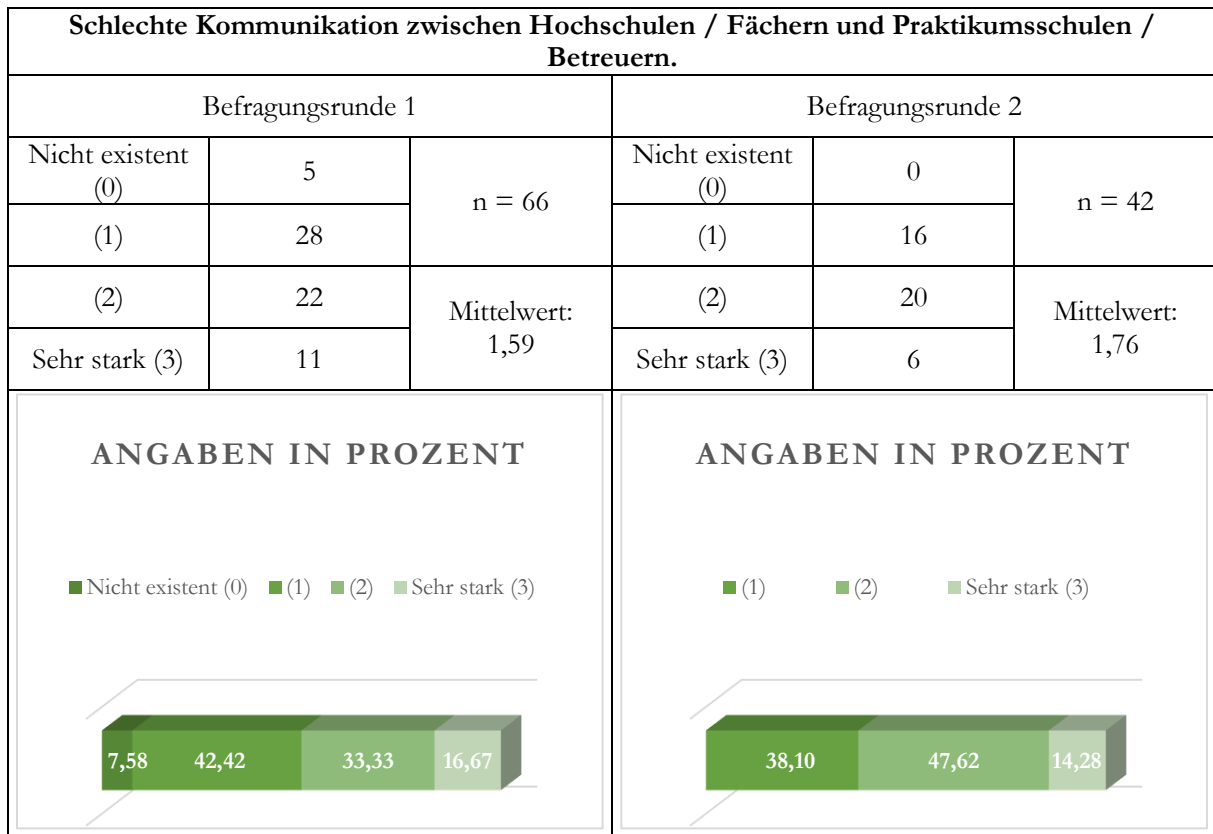 Schlechte Kommunikation zwischen Hochschulen / Fächern und Praktikumsschulen /
Betreuern.
Befragungsrunde 1
Nicht existent
(0)
5
n = 66
(1)
28
(2)
22
Mittelwert:
1,59
Sehr stark (3)
11
Befragungsrunde 2
Nicht existent
(0)
0
n = 42
(1)
16
(2)
20
Mittelwert:
1,76
Sehr stark (3)
6
ANGABEN IN PROZENT
Nicht existent (0) (1) (2) Sehr stark (3)
7,58 42,42 33,33 16,67
ANGABEN IN PROZENT
(1) (2) Sehr stark (3)
38,10 47,62 14,28